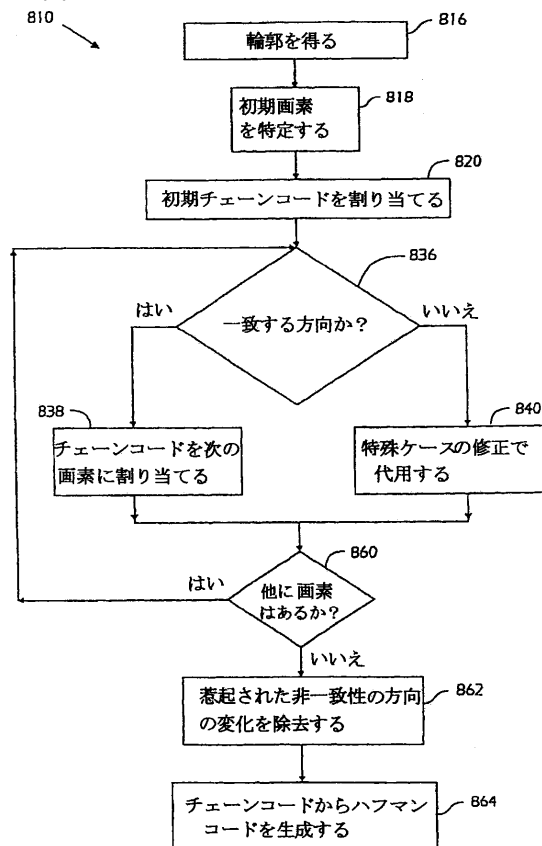 810
816
輪郭を得る
818
初期画素
を特定する
820
初期チェーンコードを割り当てる
836
はい
いいえ
一致する方向か?
838
チェーンコードを次の
画素に割り当てる
840
特殊ケースの修正で
代用する
860
はい
他に画素
はあるか?
いいえ
862
惹起された非一致性の方向
の変化を除去する
864
チェーンコードからハフマン
コードを生成する